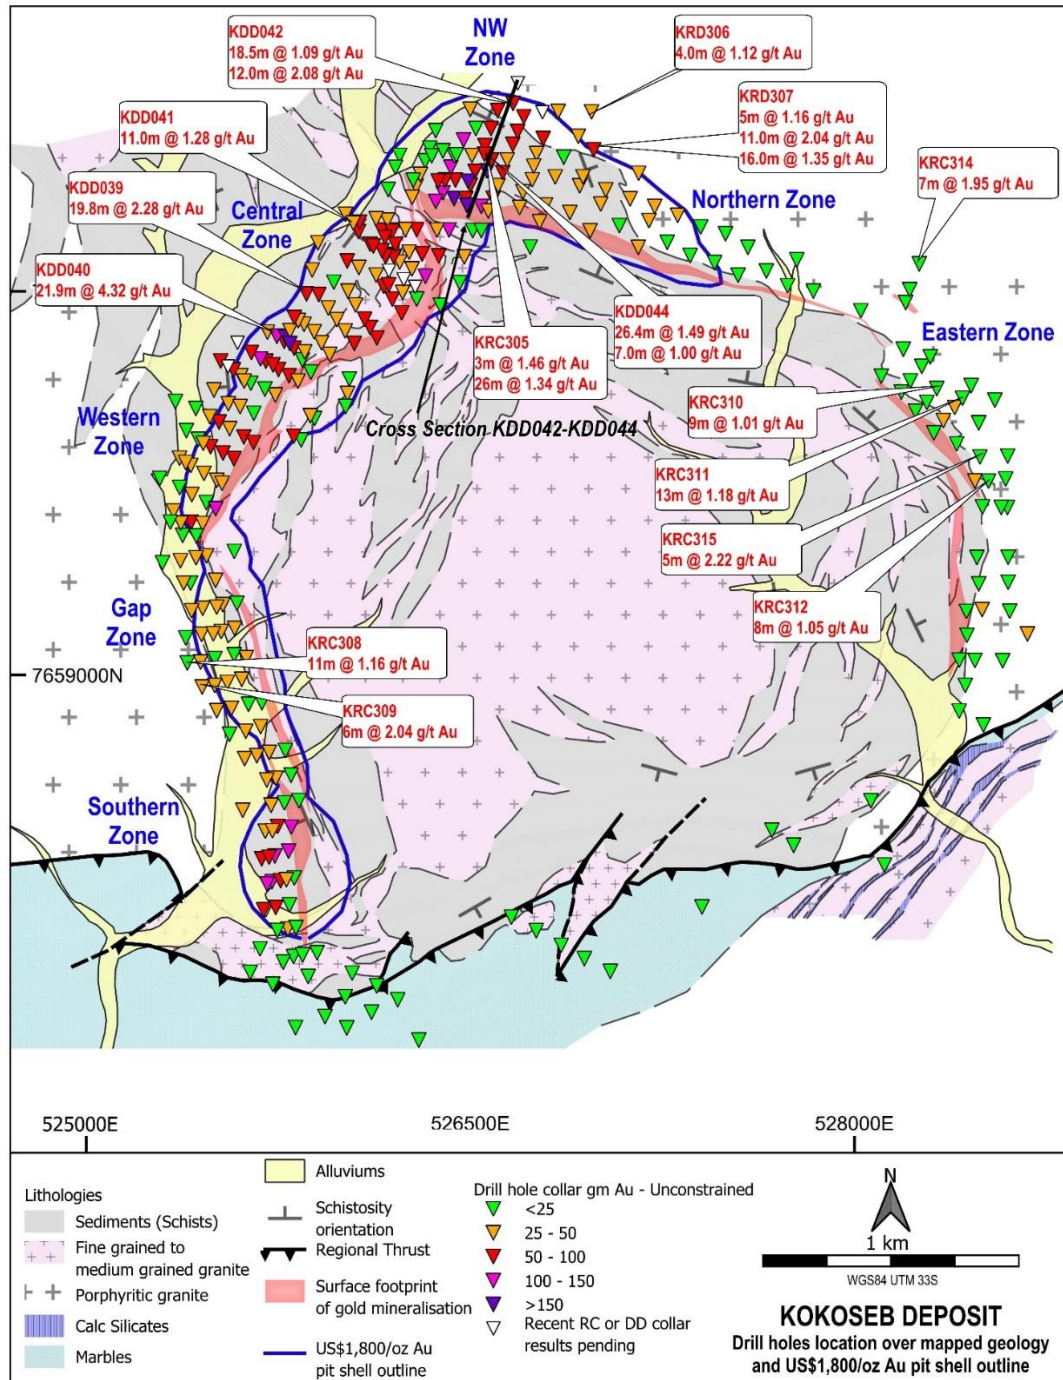 KDD042
18.5m @ 1.09 g/t Au
12.0m @ 2.08 g/t Au
NW
Zone
KRD306
4.0m @ 1.12 g/t Au
KDD041
11.0m @ 1.28 g/t Au
KRD307
5m @ 1.16 g/t Au
11.0m @ 2.04 g/t Au
16.0m @ 1.35 g/t Au
KRC314
7m @ 1.95 g/t Au
KDD039
19.8m @ 2.28 g/t Au
Central
Zone
Northern Zone
KDD040
21.9m @ 4.32 g/t Au
KDD044
26.4m @ 1.49 g/t Au
7.0m @ 1.00 g/t Au
KRC305
3m @ 1.46 g/t Au
26m @ 1.34 g/t Au
Eastern Zone
KRC310
9m @ 1.01 g/t Au
Western
Zone
Cross Section KDD042-KDD044
KRC311
13m @ 1.18 g/t Au
KRC315
5m @ 2.22 g/t Au
Gap
Zone
KRC312
8m @ 1.05 g/t Au
KRC308
11m @ 1.16 g/t Au
7659000N
KRC309
6m @ 2.04 g/t Au
Southern
Zone
525000E
526500E
528000E
Lithologies
Sediments (Schists)
Fine grained to
medium grained granite
Porphyritic granite
Calc Silicates
Marbles
Alluviums
Schistosity
orientation
Regional Thrust
Surface footprint
of gold mineralisation
US$1,800/oz Au
pit shell outline
Drill hole collar gm Au - Unconstrained
<25
25 - 50
50 - 100
100 - 150
>150
Recent RC or DD collar
results pending
N
1 km
WGS84 UTM 33S
KOKOSEB DEPOSIT
Drill holes location over mapped geology
and US$1,800/oz Au pit shell outline